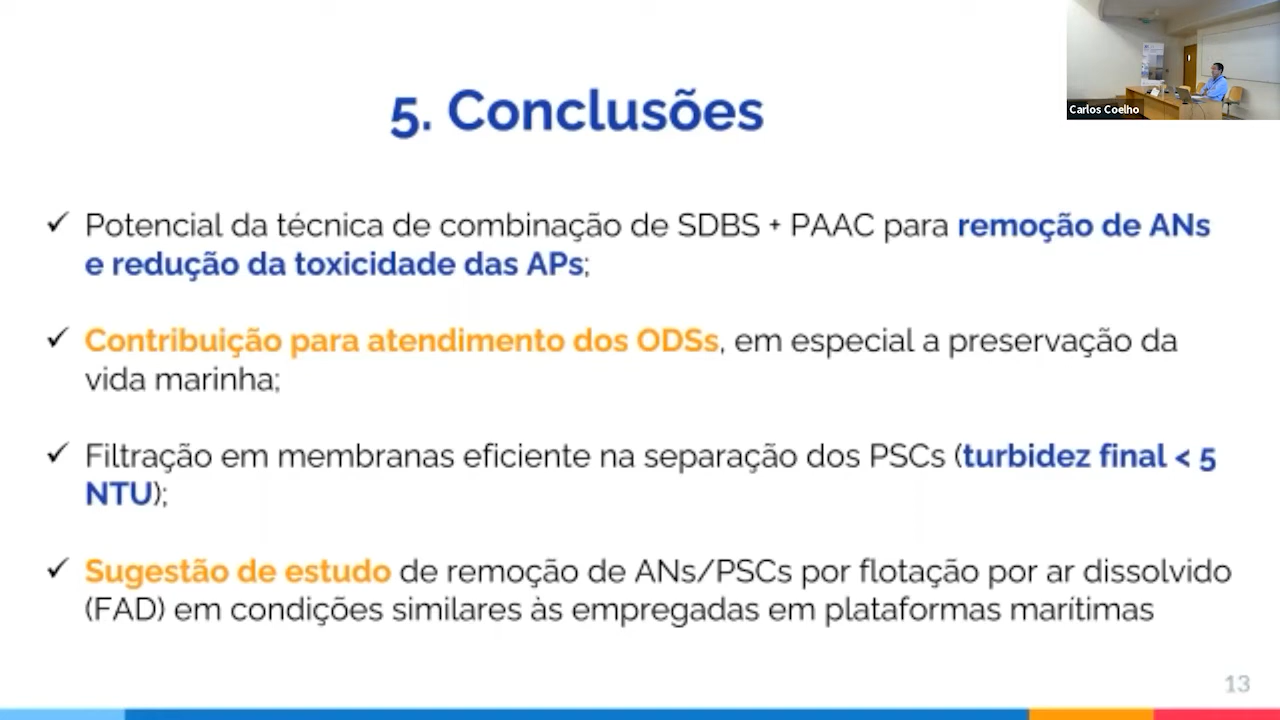 5. Conclusões
Carlos Coelho
✓ Potencial da técnica de combinação de SDBS + PAAC para remoção de ANs
e redução da toxicidade das APs;
✓ Contribuição para atendimento dos ODSs, em especial a preservação da
vida marinha;
✓ Filtração em membranas eficiente na separação dos PSCs (turbidez final < 5
NTU);
✓ Sugestão de estudo de remoção de ANs/PSCs por flotação por ar dissolvido
(FAD) em condições similares às empregadas em plataformas marítimas
13